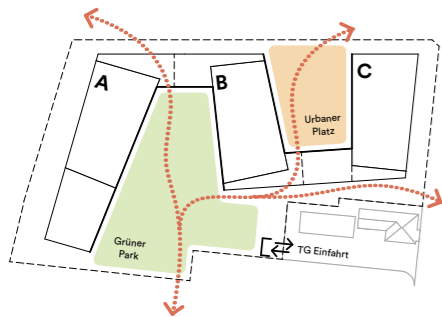 A
B
C
Urbaner
Platz
Grüner
Park
TG Einfahrt